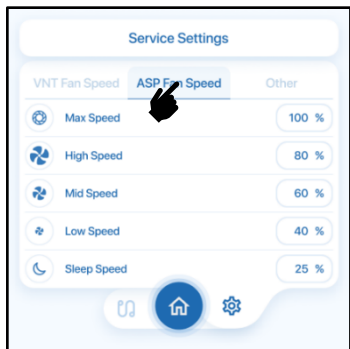 Service Settings
VNT Fan Speed ASP Fan Speed Other
Max Speed 100 %
High Speed 80 %
Mid Speed 60 %
Low Speed 40 %
Sleep Speed 25 %